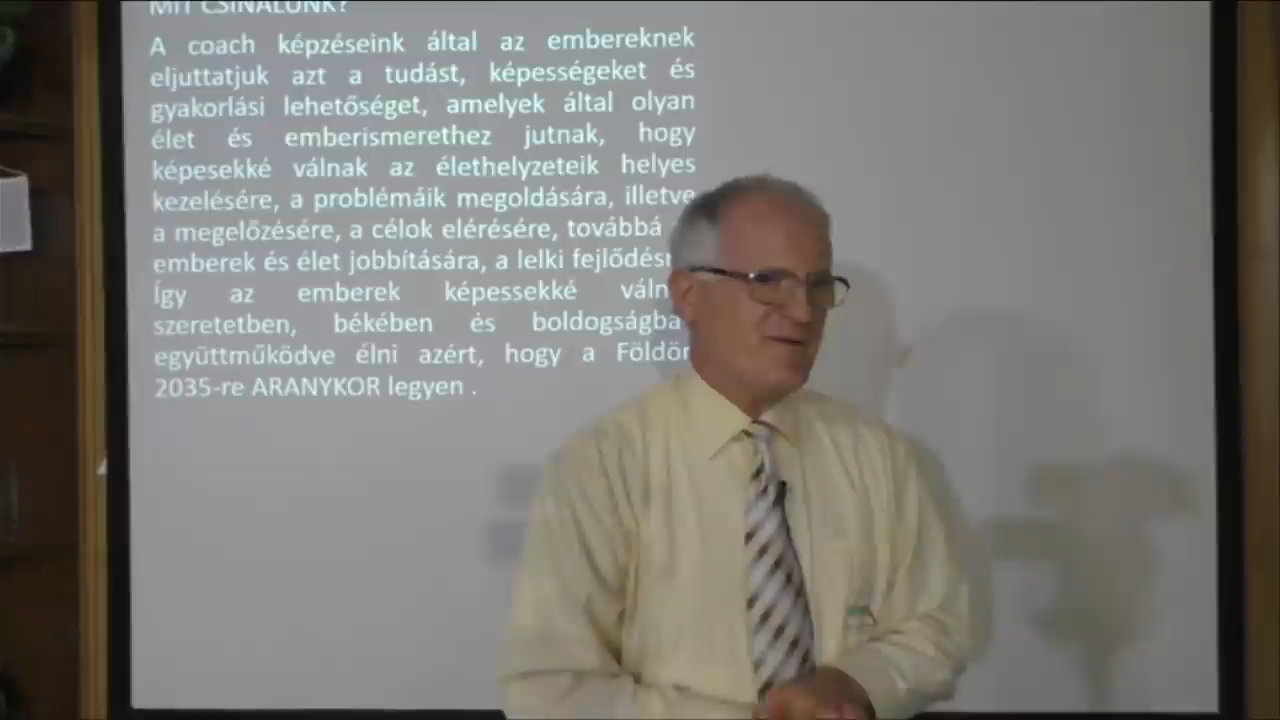 MIT CSINÁLUNK?
A coach képzéseink által az embereknek
eljuttatjuk azt a tudást, képességeket és
gyakorlási lehetőséget, amelyek által olyan
élet és emberismerethez jutnak, hogy
képesekké válnak az élethelyzeteik helyes
kezelésére, a problémáik megoldására, illetve
a megelőzésére, a célok elérésére, továbbá
emberek és élet jobbítására, a lelki
Így az emberek képessekké
szeretetben, békében és
együttműködve élni azért, hogy a
2035-re ARANYKOR legyen .